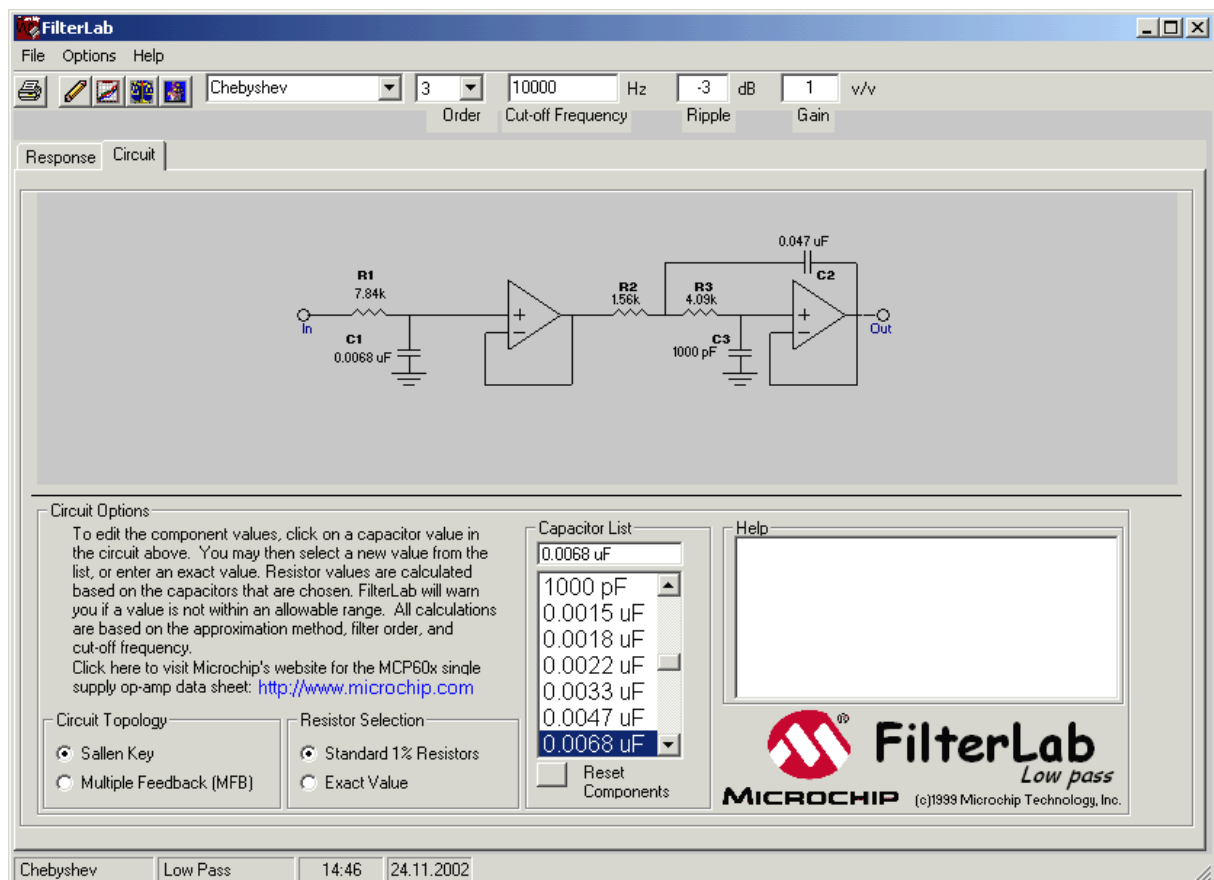 FilterLab
File Options Help
Chebyshev 3 10000 Hz -3 dB 1 v/v
Order Cut-off Frequency Ripple Gain
Response Circuit
0.047 uF
C2
R1
7.84k
R2
1.56k
R3
4.09k
In
C1
0.0068 uF
C3
1000 pF
Out
Circuit Options
To edit the component values, click on a capacitor value in
the circuit above. You may then select a new value from the
list, or enter an exact value. Resistor values are calculated
based on the capacitors that are chosen. FilterLab will warn
you if a value is not within an allowable range. All calculations
are based on the approximation method, filter order, and
cut-off frequency.
Click here to visit Microchip's website for the MCP60x single
supply op-amp data sheet: http://www.microchip.com
Circuit Topology
Sallen Key
Multiple Feedback (MFB)
Resistor Selection
Standard 1% Resistors
Exact Value
Capacitor List
0.0068 uF
1000 pF
0.0015 uF
0.0018 uF
0.0022 uF
0.0033 uF
0.0047 uF
0.0068 uF
Reset
Components
Help
®
FilterLab
Low pass
MICROCHIP (c)1999 Microchip Technology, Inc.
Chebyshev Low Pass 14:46 24.11.2002